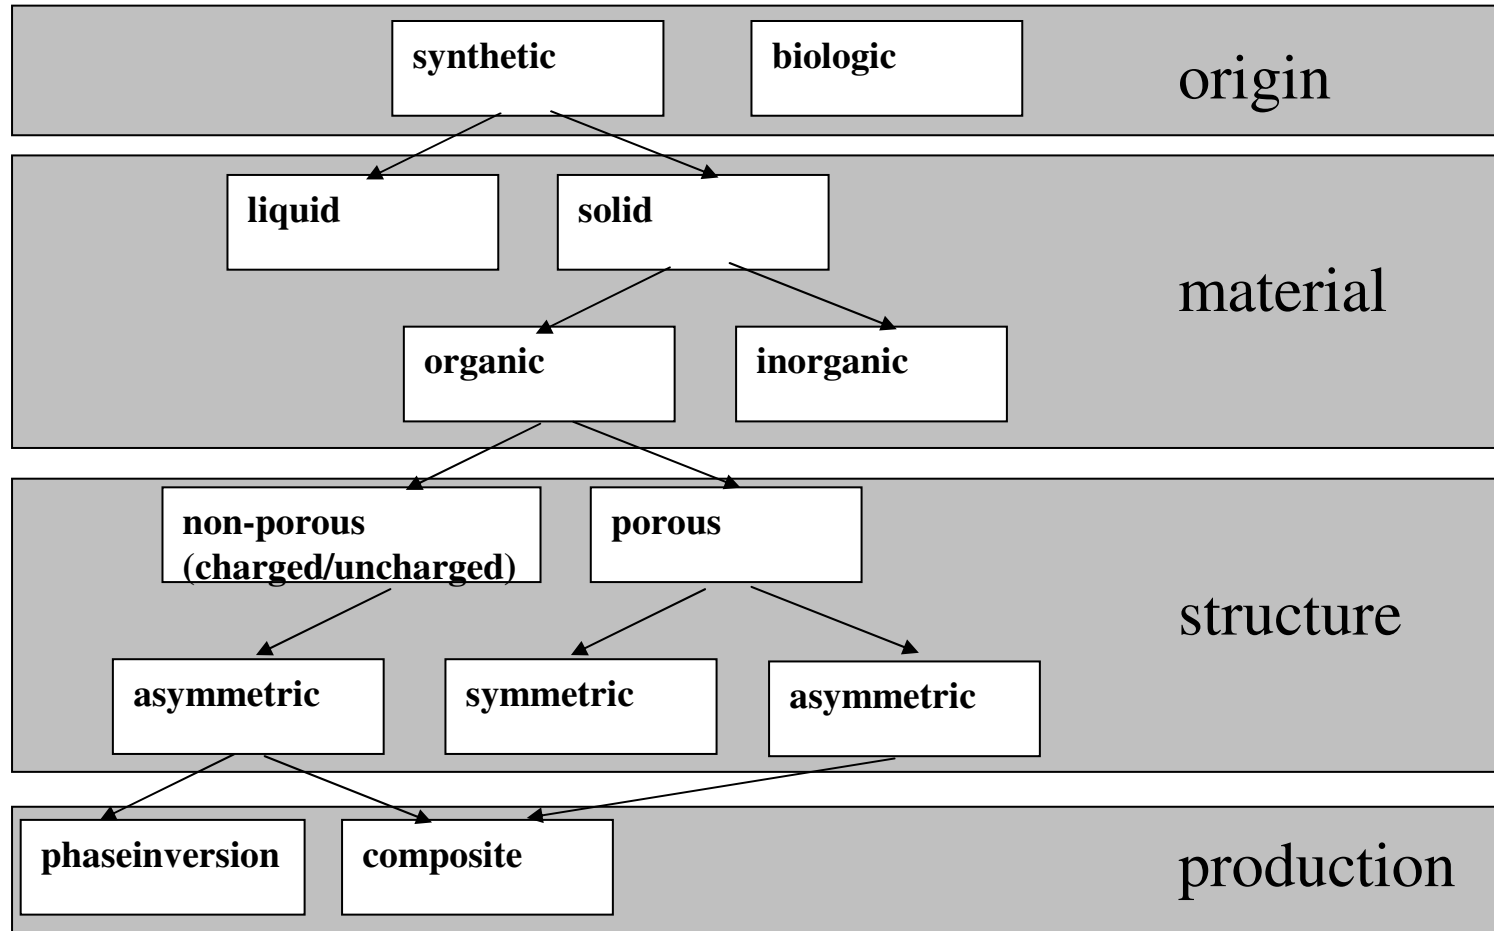 synthetic
biologic
origin
liquid
solid
material
organic
inorganic
non-porous
(charged/uncharged)
porous
structure
asymmetric
symmetric
asymmetric
phaseinversion
composite
production